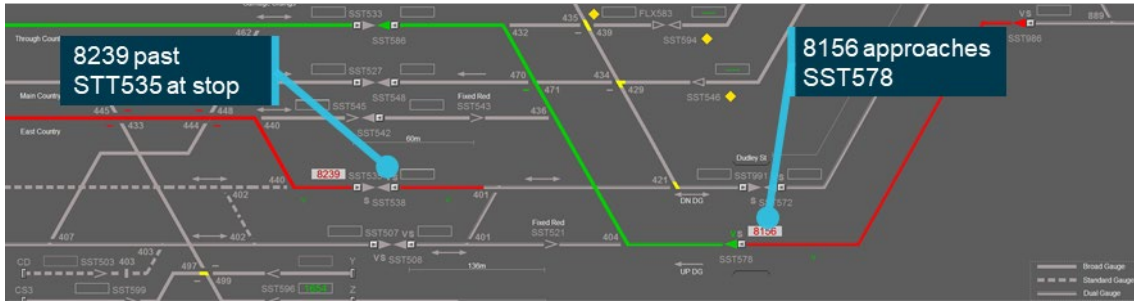 SST533
FLX583
435
439
SST594
SST586
432
462
Through Count
VS
SST986
889
8239 past
STT535 at stop
8156 approaches
SST578
SST527
470
434
Main Country
SST548
471
429
SST546
Fixed Red
445
448
SST545
SST543
433
444
440
SST542
436
East Country
60m
Dudley St
8239
SST535
SST991
440
S
SST538
401
421
DN DG
S
SST572
402
Fixed Red
8156
407
402
SST507
VS
401
SST521
404
VS
403
VS
SST508
SST578
CD
SST503
403
497
Y
136m
UP DG
Broad Gauge
Standard Gauge
CS3
SST599
499
SST596
1654
Z
Dual Gauge